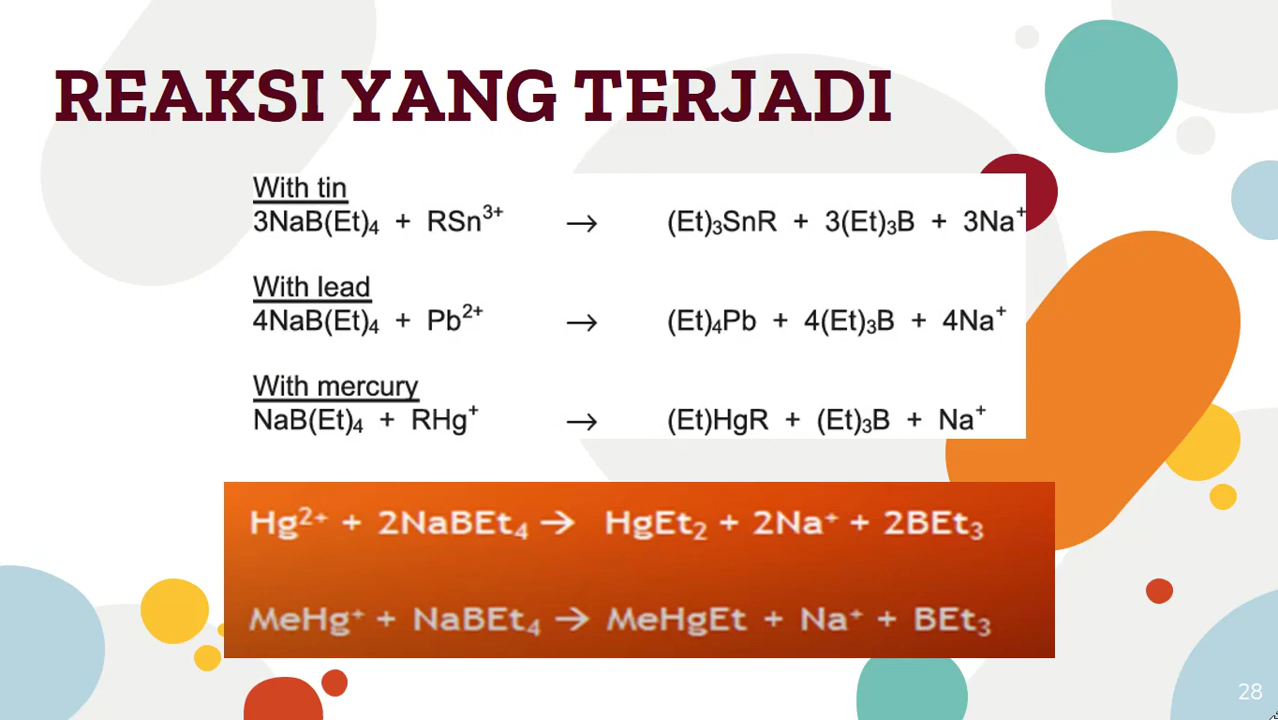 REAKSI YANG TERJADI
With tin
3NaB(Et)₄ + RSn³⁺ → (Et)₃SnR + 3(Et)₃B + 3Na⁺
With lead
4NaB(Et)₄ + Pb²⁺ → (Et)₄Pb + 4(Et)₃B + 4Na⁺
With mercury
NaB(Et)₄ + RHg⁺ → (Et)HgR + (Et)₃B + Na⁺
Hg²⁺ + 2NaBEt₄ → HgEt₂ + 2Na⁺ + 2BEt₃
MeHg⁺ + NaBEt₄ → MeHgEt + Na⁺ + BEt₃
28